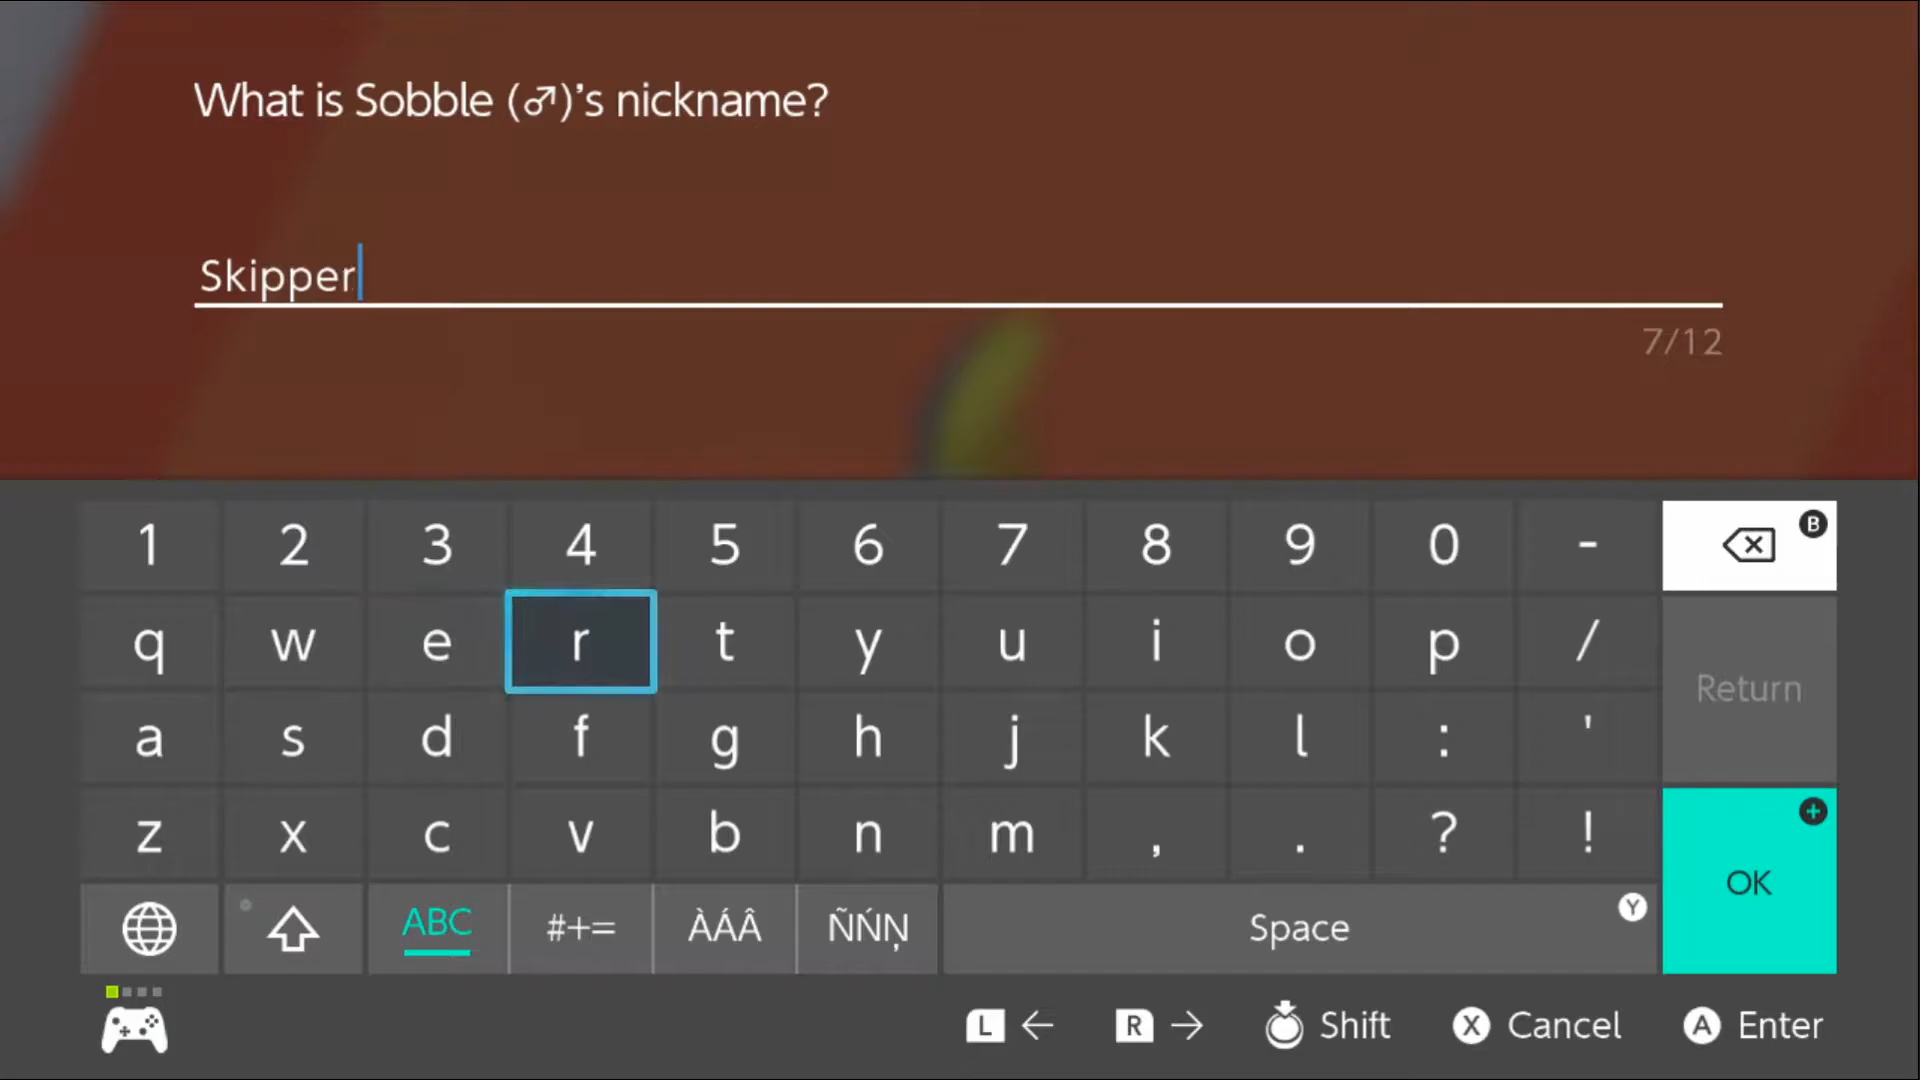 What is Sobble (♂)'s nickname?
Skipper
7/12
1 2 3 4 5 6 7 8 9 0 - B
q w e r t y u i o p / Return
a s d f g h j k l : '
z x c v b n m , . ? ! + OK
ABC #+= ÀÁÂ ÑŃŅ Space Y
L ← R → Shift X Cancel A Enter